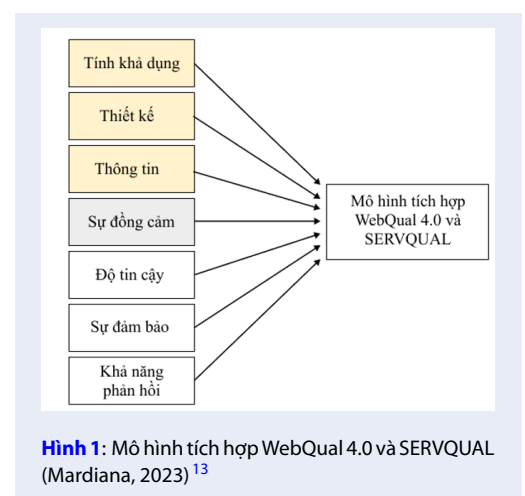 Tính khả dụng
Thiết kế
Thông tin
Sự đồng cảm
Độ tin cậy
Sự đảm bảo
Khả năng
phản hồi
Mô hình tích hợp
WebQual 4.0 và
SERVQUAL
Hình 1: Mô hình tích hợp WebQual 4.0 và SERVQUAL
(Mardiana, 2023) 13